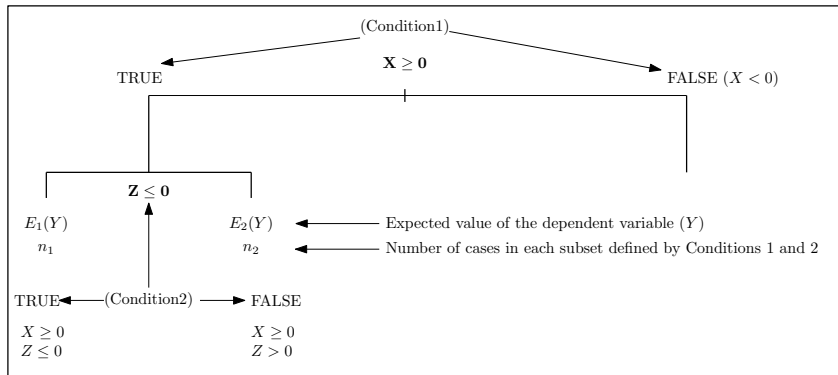 (Condition1)
X ≥ 0
TRUE
FALSE (X < 0)
Z ≤ 0
E₁(Y)
E₂(Y)
Expected value of the dependent variable (Y)
n₁
n₂
Number of cases in each subset defined by Conditions 1 and 2
TRUE
(Condition2)
FALSE
X ≥ 0
X ≥ 0
Z ≤ 0
Z > 0